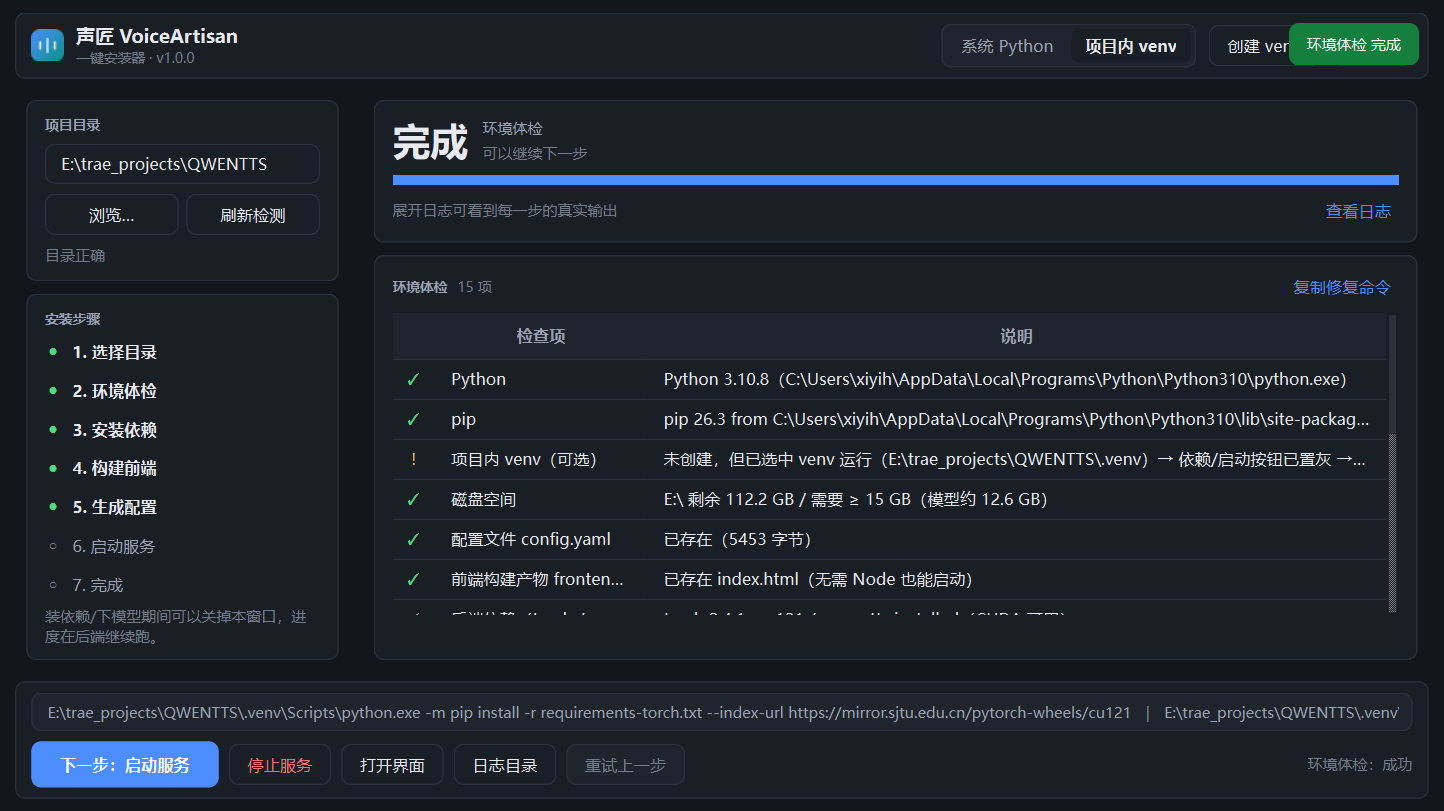 声匠 VoiceArtisan
一键安装器 · v1.0.0
系统 Python
项目内 venv
创建 ven
环境体检 完成
项目目录
E:\trae_projects\QWENTTS
浏览...
刷新检测
目录正确
安装步骤
1. 选择目录
2. 环境体检
3. 安装依赖
4. 构建前端
5. 生成配置
6. 启动服务
7. 完成
装依赖/下模型期间可以关掉本窗口，进
度在后端继续跑。
完成
环境体检
可以继续下一步
展开日志可看到每一步的真实输出
查看日志
环境体检 15 项
复制修复命令
检查项 说明
✓ Python Python 3.10.8（C:\Users\xiyih\AppData\Local\Programs\Python\Python310\python.exe）
✓ pip pip 26.3 from C:\Users\xiyih\AppData\Local\Programs\Python\Python310\lib\site-packag...
! 项目内 venv（可选） 未创建，但已选中 venv 运行（E:\trae_projects\QWENTTS\.venv）→ 依赖/启动按钮已置灰 →...
✓ 磁盘空间 E:\ 剩余 112.2 GB / 需要 ≥ 15 GB（模型约 12.6 GB）
✓ 配置文件 config.yaml 已存在（5453 字节）
✓ 前端构建产物 fronten... 已存在 index.html（无需 Node 也能启动）
E:\trae_projects\QWENTTS\.venv\Scripts\python.exe -m pip install -r requirements-torch.txt --index-url https://mirror.sjtu.edu.cn/pytorch-wheels/cu121 | E:\trae_projects\QWENTTS\.venv
下一步：启动服务
停止服务
打开界面
日志目录
重试上一步
环境体检：成功